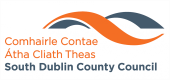 Comhairle Contae
Átha Cliath Theas
South Dublin County Council